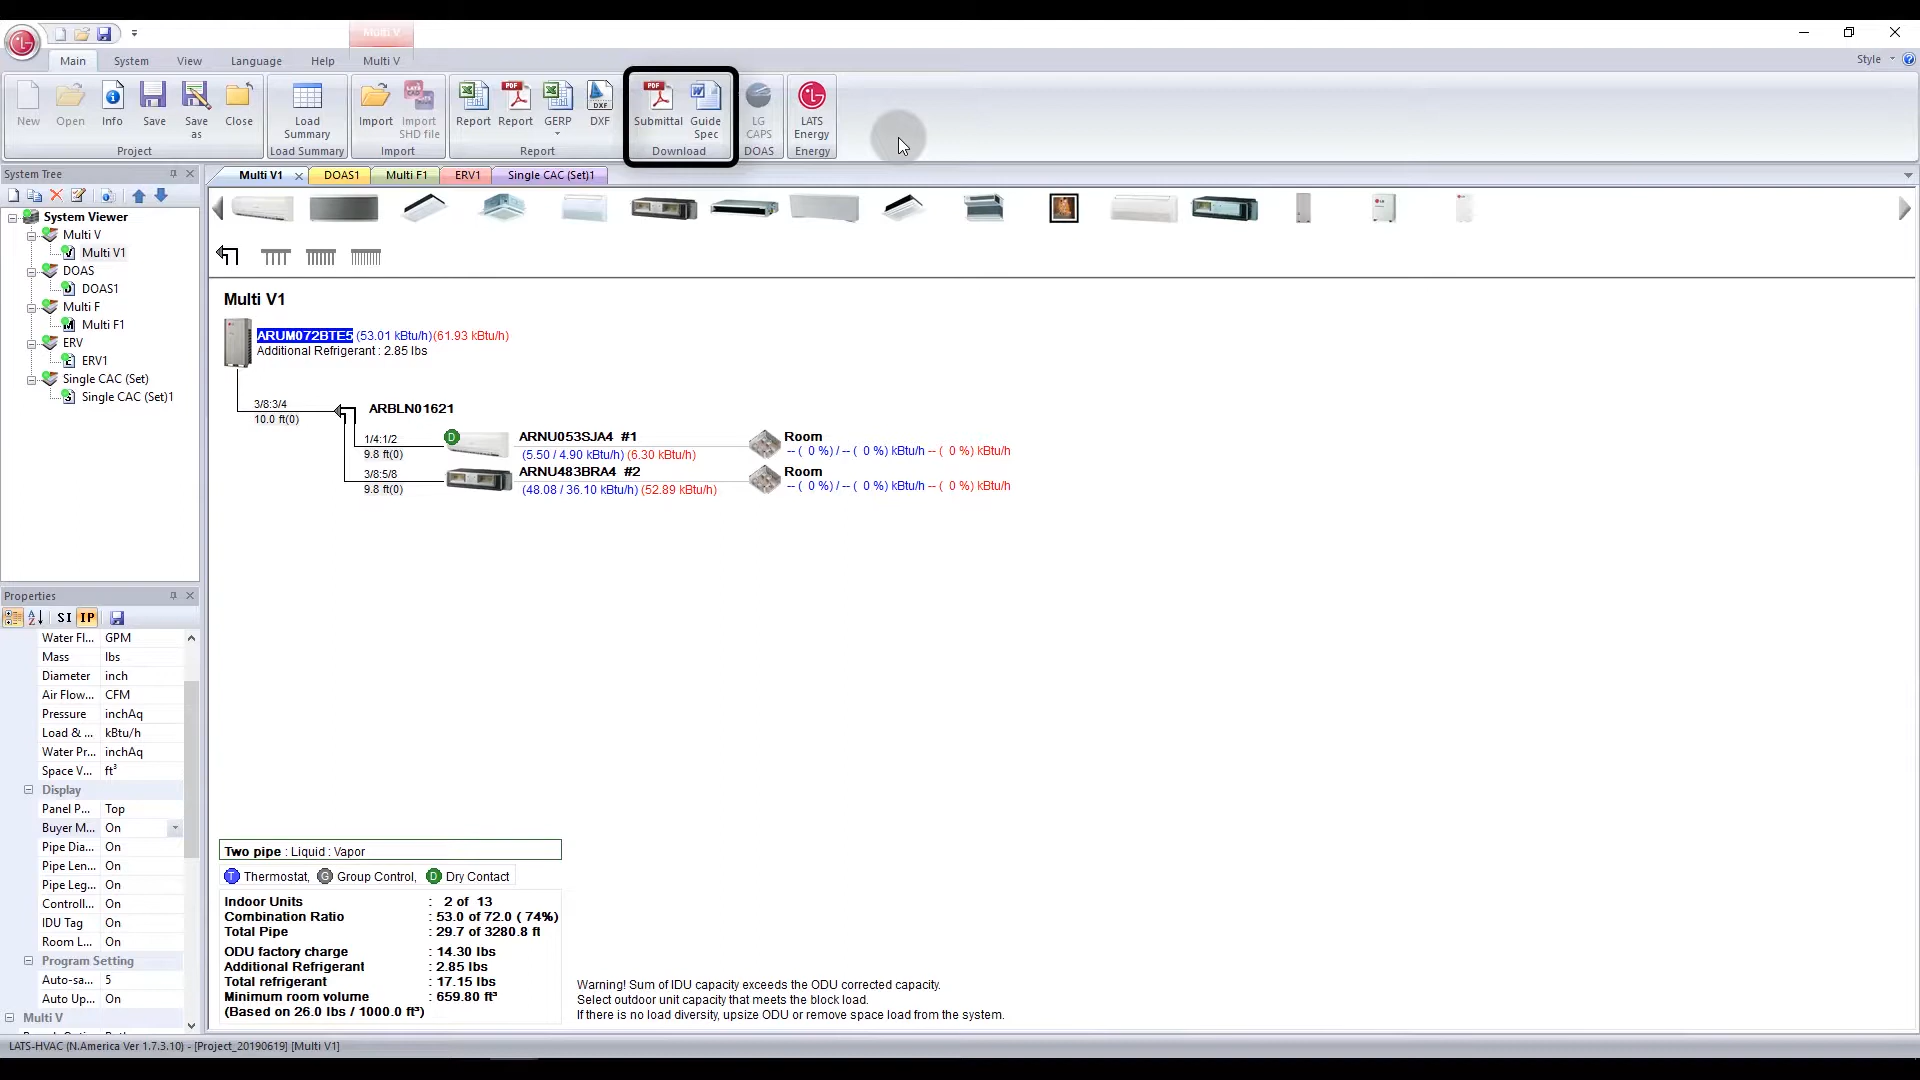 Multi V
Main System View Language Help Multi V Style
New Open Info Save Save as Close
Project
Load Summary
Load Summary
Import Import SHD file
Import
Report Report GERP DXF
Report
Submittal Guide Spec
Download
LG CAPS
DOAS
LATS Energy
Energy
System Tree
Multi V1 DOAS1 Multi F1 ERV1 Single CAC (Set)1
System Viewer
Multi V
Multi V1
DOAS
DOAS1
Multi F
Multi F1
ERV
ERV1
Single CAC (Set)
Single CAC (Set)1
Multi V1
ARUM072BTE5 (53.01 kBtu/h)(61.93 kBtu/h)
Additional Refrigerant : 2.85 lbs
3/8:3/4
10.0 ft(0)
ARBLN01621
1/4:1/2
9.8 ft(0)
D
ARNU053SJA4 #1
(5.50 / 4.90 kBtu/h) (6.30 kBtu/h)
Room
-- ( 0 %) / -- ( 0 %) kBtu/h -- ( 0 %) kBtu/h
3/8:5/8
9.8 ft(0)
ARNU483BRA4 #2
(48.08 / 36.10 kBtu/h) (52.89 kBtu/h)
Room
-- ( 0 %) / -- ( 0 %) kBtu/h -- ( 0 %) kBtu/h
Properties
SI IP
Water Fl... GPM
Mass lbs
Diameter inch
Air Flow... CFM
Pressure inchAq
Load & ... kBtu/h
Water Pr... inchAq
Space V... ft³
Display
Panel P... Top
Buyer M... On
Pipe Dia... On
Pipe Len... On
Pipe Leg... On
Controll... On
IDU Tag On
Room L... On
Program Setting
Auto-sa... 5
Auto Up... On
Multi V
Two pipe : Liquid : Vapor
T Thermostat, G Group Control, D Dry Contact
Indoor Units : 2 of 13
Combination Ratio : 53.0 of 72.0 ( 74%)
Total Pipe : 29.7 of 3280.8 ft
ODU factory charge : 14.30 lbs
Additional Refrigerant : 2.85 lbs
Total refrigerant : 17.15 lbs
Minimum room volume : 659.80 ft³
(Based on 26.0 lbs / 1000.0 ft³)
Warning! Sum of IDU capacity exceeds the ODU corrected capacity.
Select outdoor unit capacity that meets the block load.
If there is no load diversity, upsize ODU or remove space load from the system.
LATS-HVAC (N.America Ver 1.7.3.10) - [Project_20190619] [Multi V1]